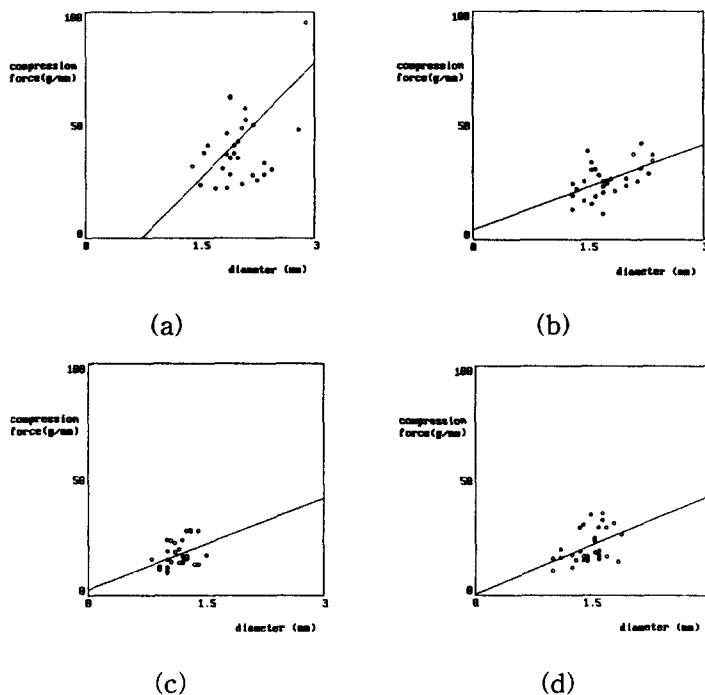 100
compression
force(g/mm)
50
0
0 1.5 3
diameter (mm)
(a)
100
compression
force(g/mm)
50
0
0 1.5 3
diameter (mm)
(b)
100
compression
force(g/mm)
50
0
0 1.5 3
diameter (mm)
(c)
100
compression
force(g/mm)
50
0
0 1.5
diameter (mm)
(d)